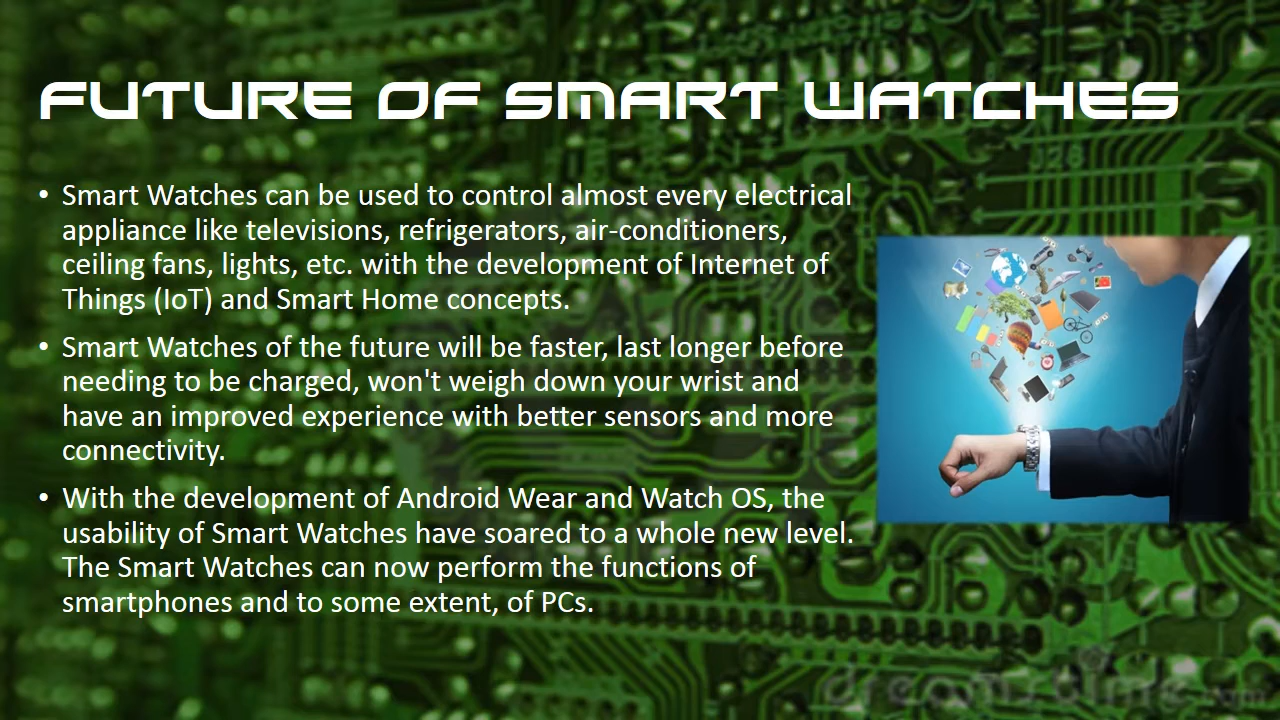 FUTURE OF SMART WATCHES
• Smart Watches can be used to control almost every electrical
appliance like televisions, refrigerators, air-conditioners,
ceiling fans, lights, etc. with the development of Internet of
Things (IoT) and Smart Home concepts.
• Smart Watches of the future will be faster, last longer before
needing to be charged, won't weigh down your wrist and
have an improved experience with better sensors and more
connectivity.
• With the development of Android Wear and Watch OS, the
usability of Smart Watches have soared to a whole new level.
The Smart Watches can now perform the functions of
smartphones and to some extent, of PCs.
J28
dreamstime.com